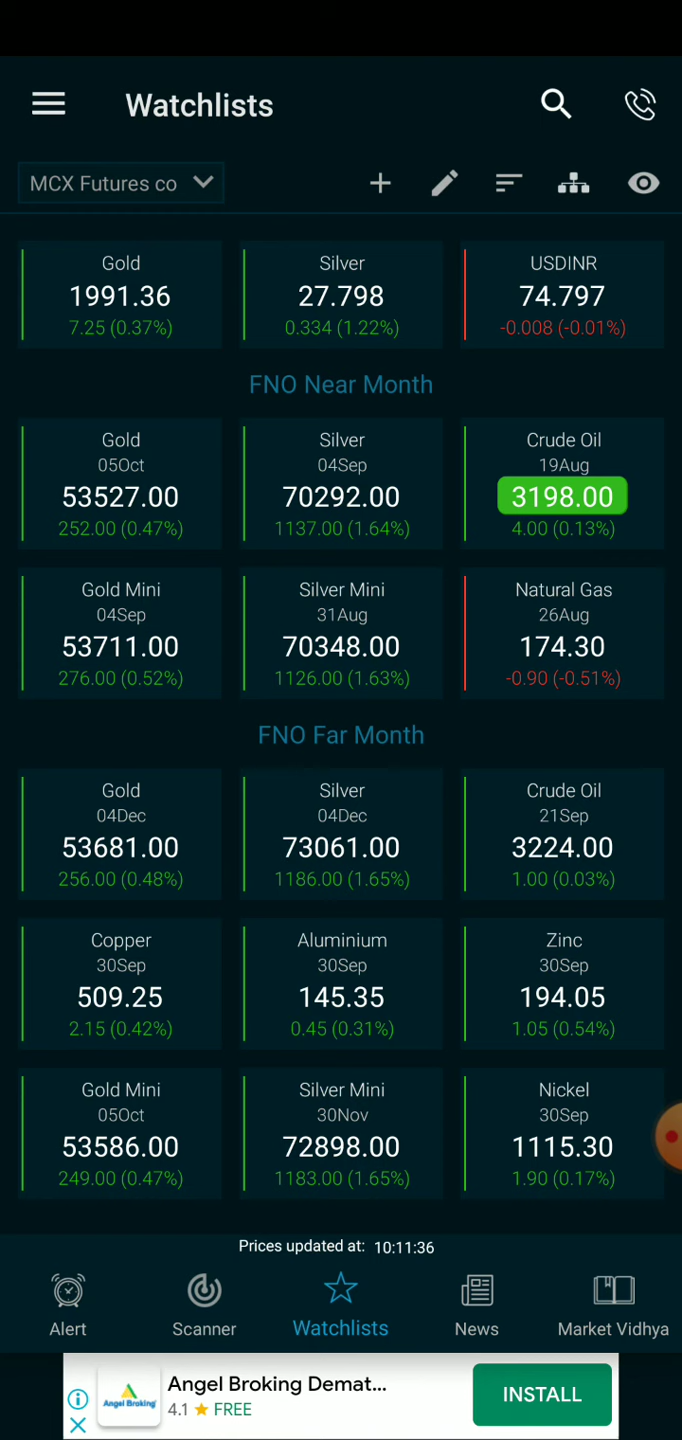 Watchlists
MCX Futures co
Gold Silver USDINR
1991.36 27.798 74.797
7.25 (0.37%) 0.334 (1.22%) -0.008 (-0.01%)
FNO Near Month
Gold Silver Crude Oil
05Oct 04Sep 19Aug
53527.00 70292.00 3198.00
252.00 (0.47%) 1137.00 (1.64%) 4.00 (0.13%)
Gold Mini Silver Mini Natural Gas
04Sep 31Aug 26Aug
53711.00 70348.00 174.30
276.00 (0.52%) 1126.00 (1.63%) -0.90 (-0.51%)
FNO Far Month
Gold Silver Crude Oil
04Dec 04Dec 21Sep
53681.00 73061.00 3224.00
256.00 (0.48%) 1186.00 (1.65%) 1.00 (0.03%)
Copper Aluminium Zinc
30Sep 30Sep 30Sep
509.25 145.35 194.05
2.15 (0.42%) 0.45 (0.31%) 1.05 (0.54%)
Gold Mini Silver Mini Nickel
05Oct 30Nov 30Sep
53586.00 72898.00 1115.30
249.00 (0.47%) 1183.00 (1.65%) 1.90 (0.17%)
Prices updated at: 10:11:36
Alert Scanner Watchlists News Market Vidhya
Angel Broking Demat...
Angel Broking
4.1 ★ FREE
INSTALL